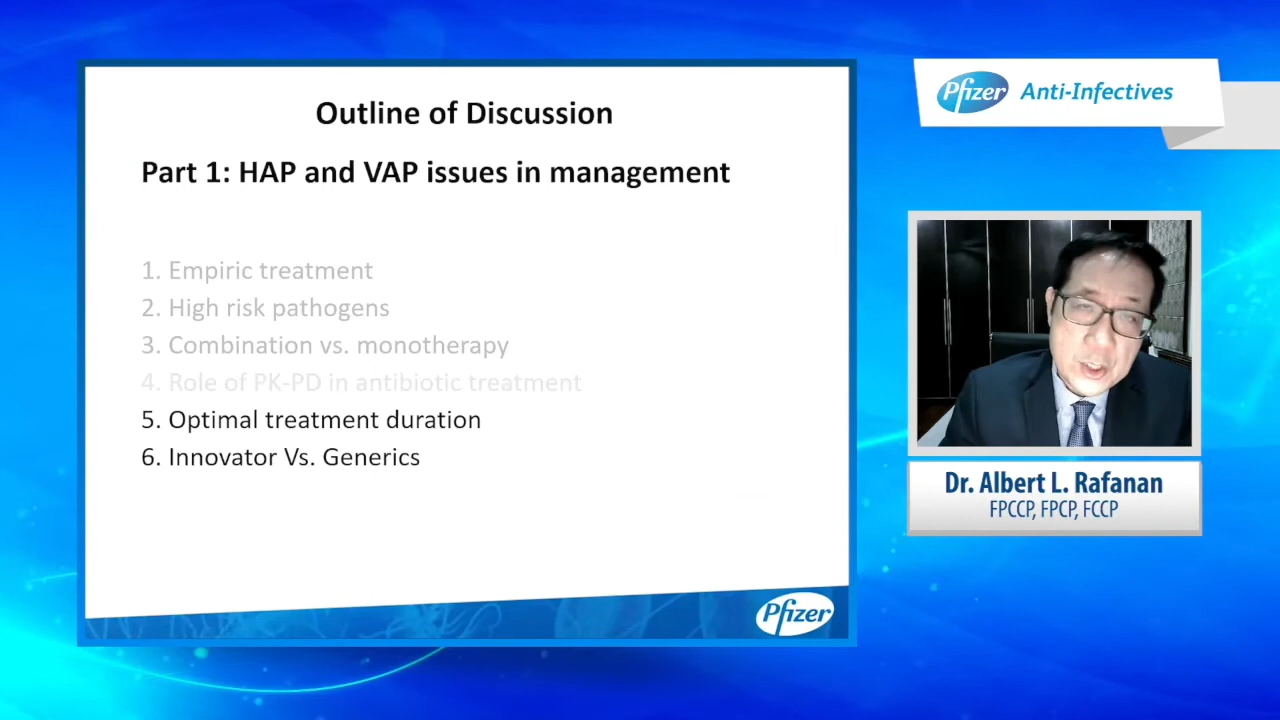 Outline of Discussion
Part 1: HAP and VAP issues in management
1. Empiric treatment
2. High risk pathogens
3. Combination vs. monotherapy
4. Role of PK-PD in antibiotic treatment
5. Optimal treatment duration
6. Innovator Vs. Generics
Pfizer
Pfizer Anti-Infectives
Dr. Albert L. Rafanan
FPCCP, FPCP, FCCP